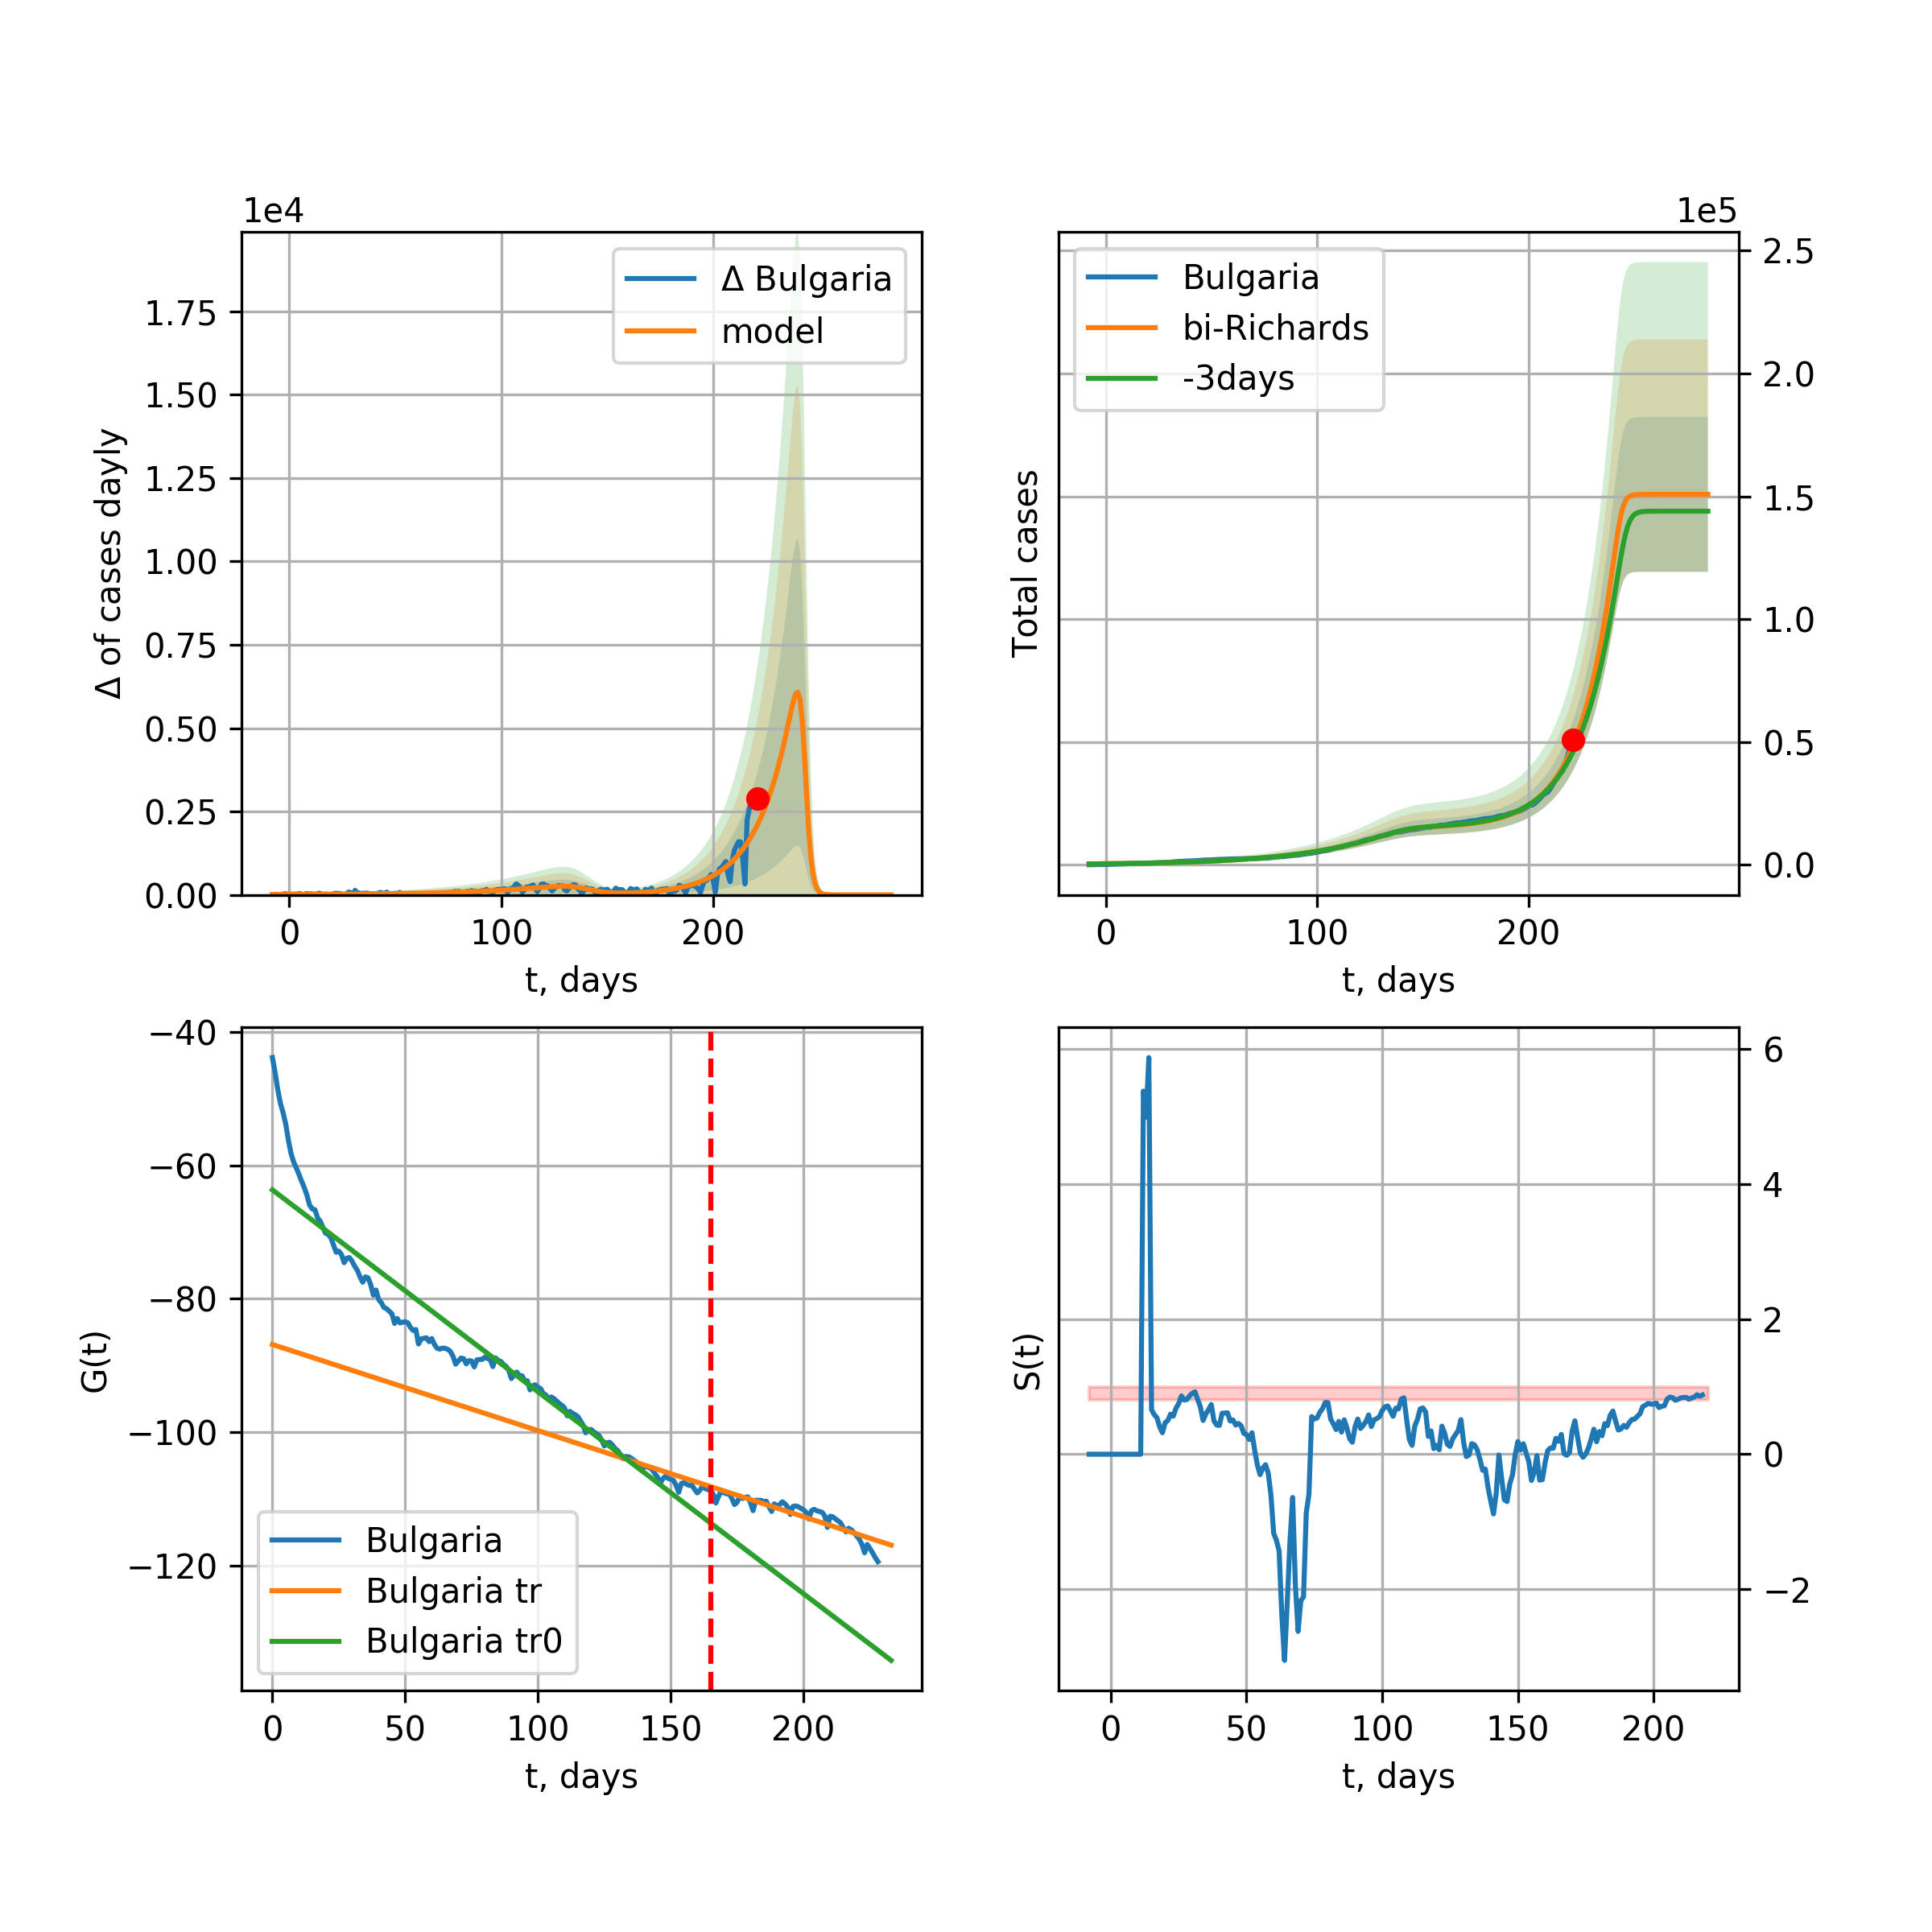 1e4
Δ of cases dayly
1.75
1.50
1.25
1.00
0.75
0.50
0.25
0.00
Δ Bulgaria
model
0 100 200
t, days
1e5
Total cases
Bulgaria
bi-Richards
-3days
2.5
2.0
1.5
1.0
0.5
0.0
0 100 200
t, days
G(t)
−40
−60
−80
−100
−120
Bulgaria
Bulgaria tr
Bulgaria tr0
0 50 100 150 200
t, days
S(t)
6
4
2
0
−2
0 50 100 150 200
t, days